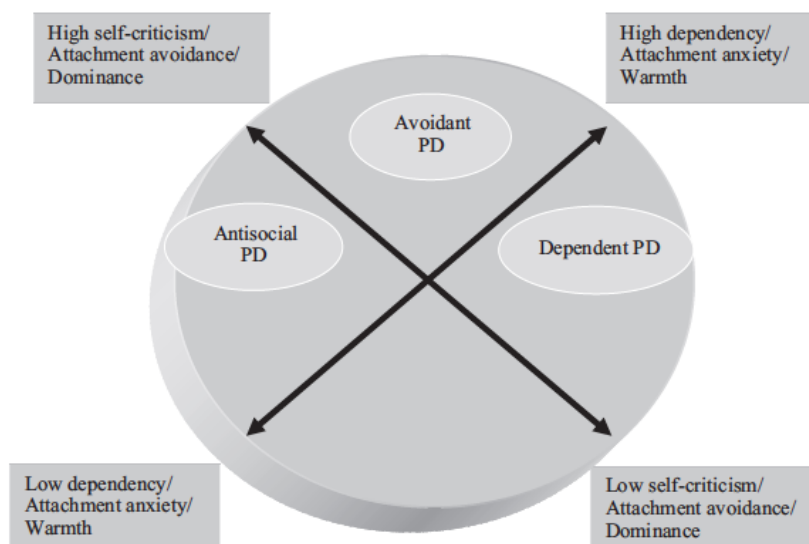 High self-criticism/
Attachment avoidance/
Dominance
High dependency/
Attachment anxiety/
Warmth
Avoidant
PD
Antisocial
PD
Dependent PD
Low dependency/
Attachment anxiety/
Warmth
Low self-criticism/
Attachment avoidance/
Dominance